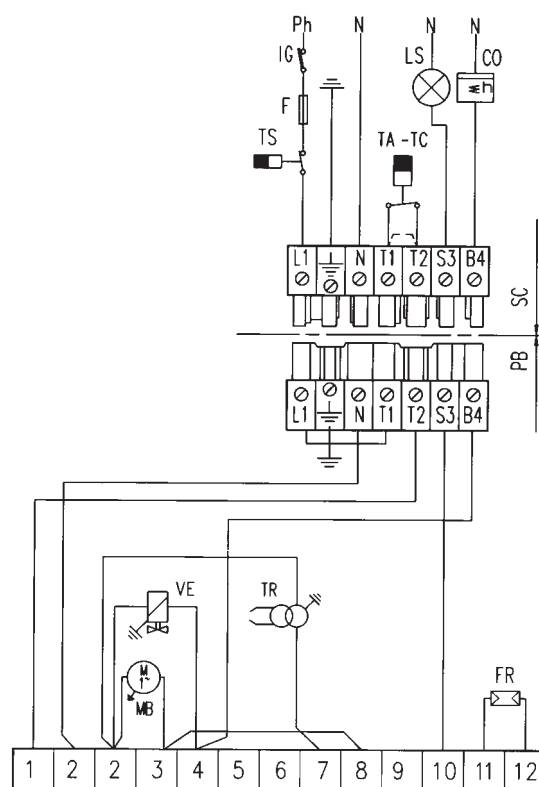 Ph N N N
IG LS CO
F
TS TA-TC
h
L1 N T1 T2 S3 B4
SC
PB
L1 N T1 T2 S3 B4
VE TR
M
1~
MB
FR
1 2 2 3 4 5 6 7 8 9 10 11 12